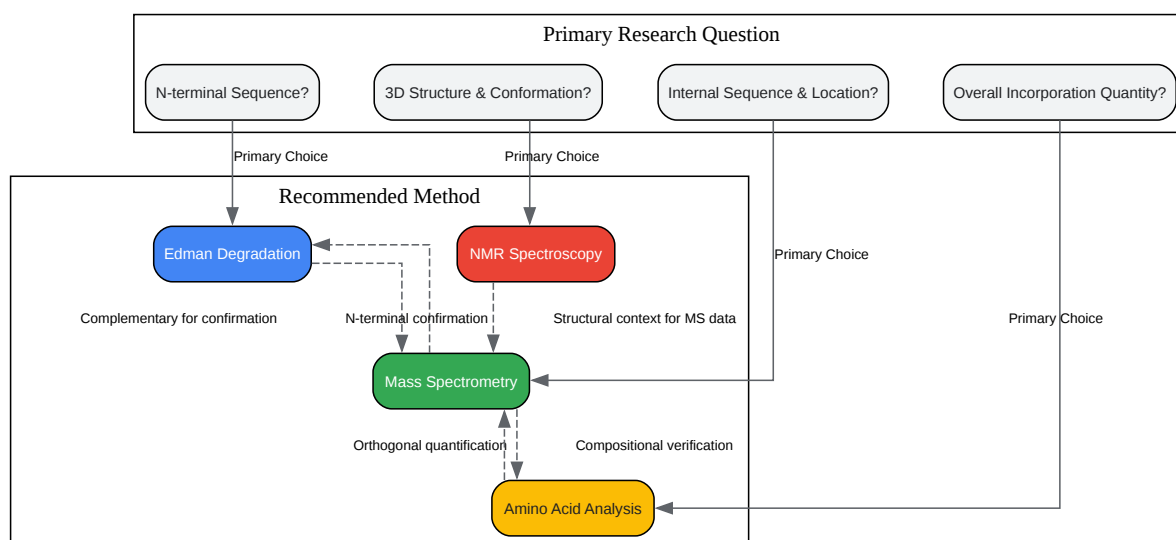 Primary Research Question
N-terminal Sequence?
3D Structure & Conformation?
Internal Sequence & Location?
Overall Incorporation Quantity?
Primary Choice
Primary Choice
Recommended Method
Edman Degradation
NMR Spectroscopy
Primary Choice
Complementary for confirmation
N-terminal confirmation
Structural context for MS data
Primary Choice
Mass Spectrometry
Orthogonal quantification
Compositional verification
Amino Acid Analysis